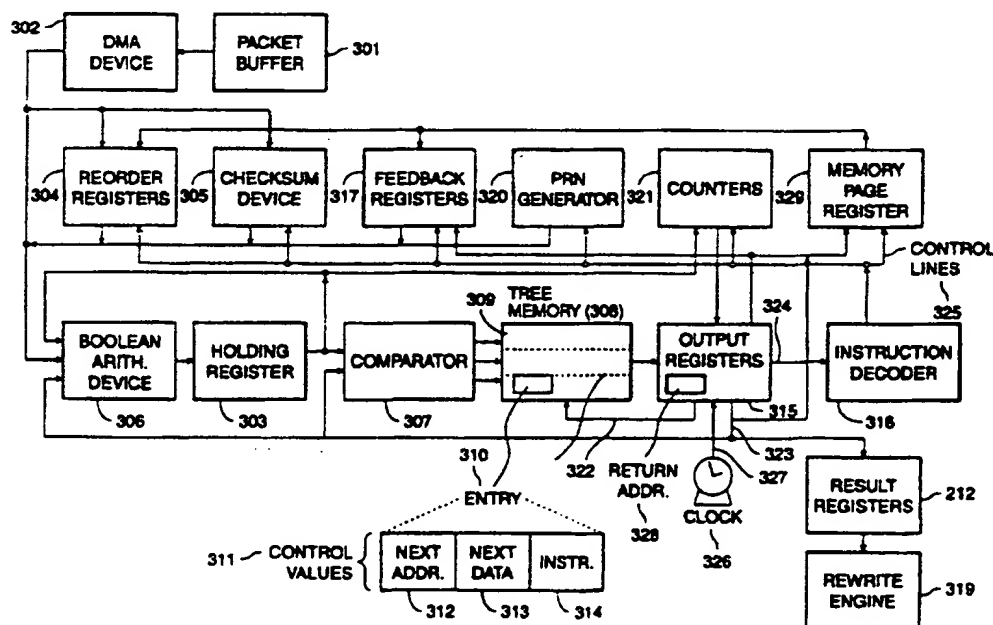 302
DMA
DEVICE
PACKET
BUFFER
301
304
REORDER
REGISTERS
305
CHECKSUM
DEVICE
317
FEEDBACK
REGISTERS
320
PRN
GENERATOR
321
COUNTERS
329
MEMORY
PAGE
REGISTER
CONTROL
LINES
325
BOOLEAN
ARITH.
DEVICE
306
HOLDING
REGISTER
303
COMPARATOR
307
309
TREE
MEMORY (308)
OUTPUT
REGISTERS
315
324
INSTRUCTION
DECODER
316
322
323
327
310
ENTRY
RETURN
ADDR.
328
CLOCK
326
RESULT
REGISTERS
212
311
CONTROL
VALUES
NEXT
ADDR.
NEXT
DATA
INSTR.
312
313
314
REWRITE
ENGINE
319